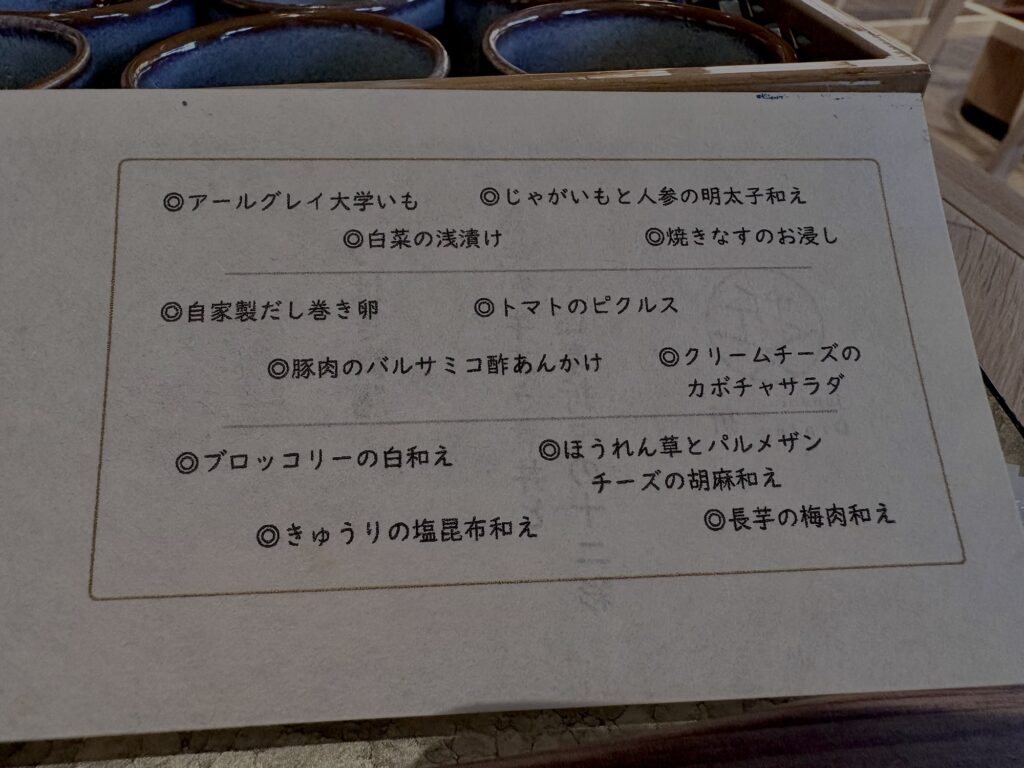 ◎アールグレイ大学いも ◎じゃがいもと人参の明太子和え
◎白菜の浅漬け ◎焼きなすのお浸し
◎自家製だし巻き卵 ◎トマトのピクルス
◎豚肉のバルサミコ酢あんかけ ◎クリームチーズの
カボチャサラダ
◎ブロッコリーの白和え ◎ほうれん草とパルメザン
チーズの胡麻和え
◎きゅうりの塩昆布和え ◎長芋の梅肉和え